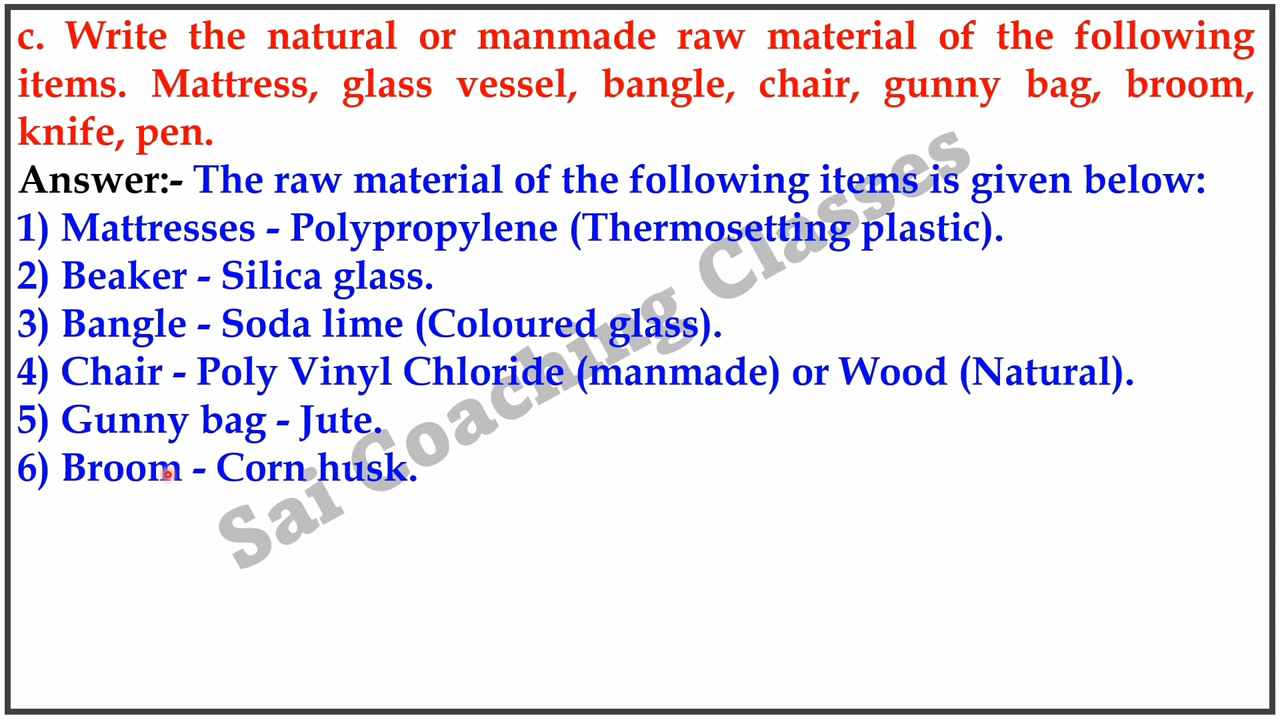 c. Write the natural or manmade raw material of the following
items. Mattress, glass vessel, bangle, chair, gunny bag, broom,
knife, pen.
Answer:- The raw material of the following items is given below:
1) Mattresses - Polypropylene (Thermosetting plastic).
2) Beaker - Silica glass.
3) Bangle - Soda lime (Coloured glass).
4) Chair - Poly Vinyl Chloride (manmade) or Wood (Natural).
5) Gunny bag - Jute.
6) Broom - Corn husk.
Sai Coaching Classes